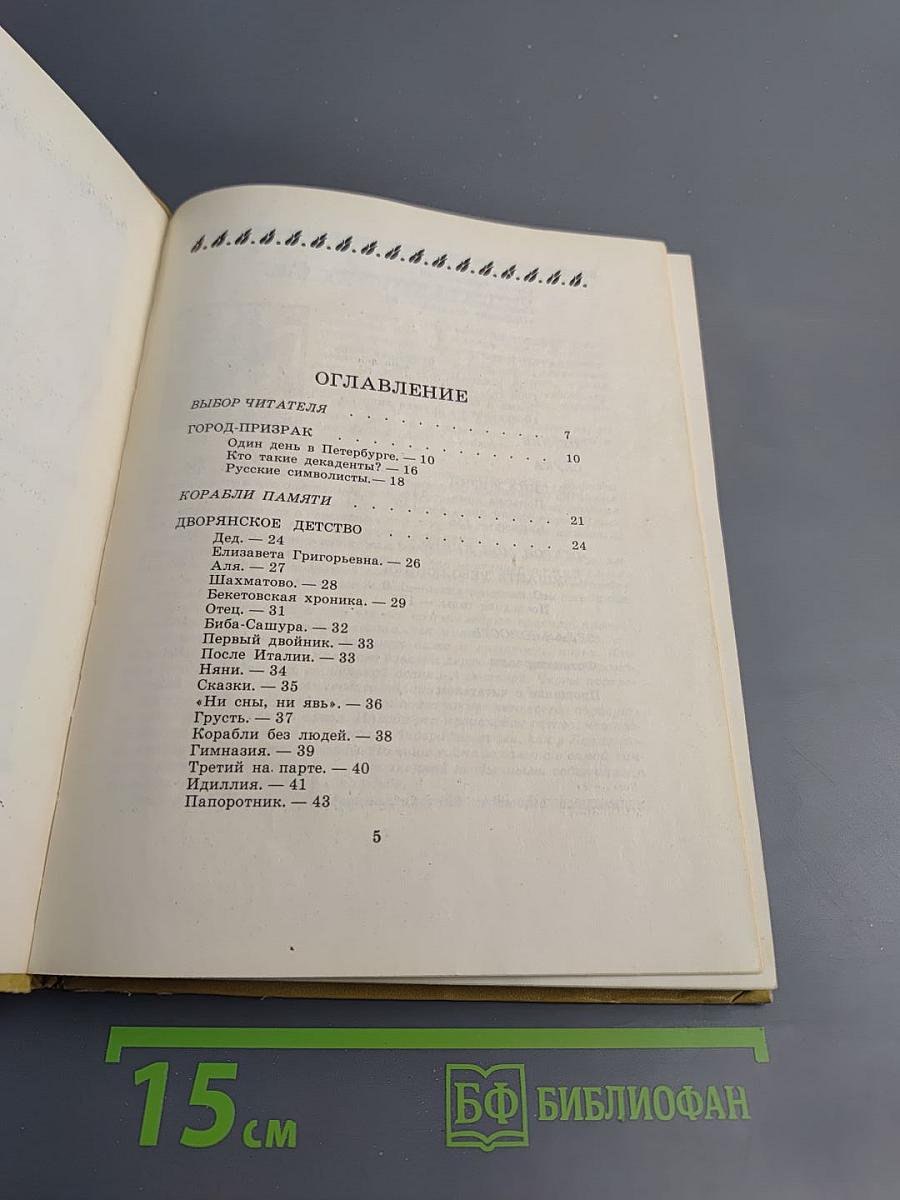 ОГЛАВЛЕНИЕ
ВЫБОР ЧИТАТЕЛЯ . . . . . . . . . . . 7
ГОРОД-ПРИЗРАК . . . . . . . . . . . 10
Один день в Петербурге. — 10
Кто такие декаденты? — 16
Русские символисты. — 18
КОРАБЛИ ПАМЯТИ . . . . . . . . . . 21
ДВОРЯНСКОЕ ДЕТСТВО . . . . . . . . . 24
Дед. — 24
Елизавета Григорьевна. — 26
Аля. — 27
Шахматово. — 28
Бекетовская хроника. — 29
Отец. — 31
Биба-Сашура. — 32
Первый двойник. — 33
После Италии. — 33
Няни. — 34
Сказки. — 35
«Ни сны, ни явь». — 36
Грусть. — 37
Корабли без людей. — 38
Гимназия. — 39
Третий на парте. — 40
Идиллия. — 41
Папоротник. — 43
5
15 см
БФ БИБЛИОФАН